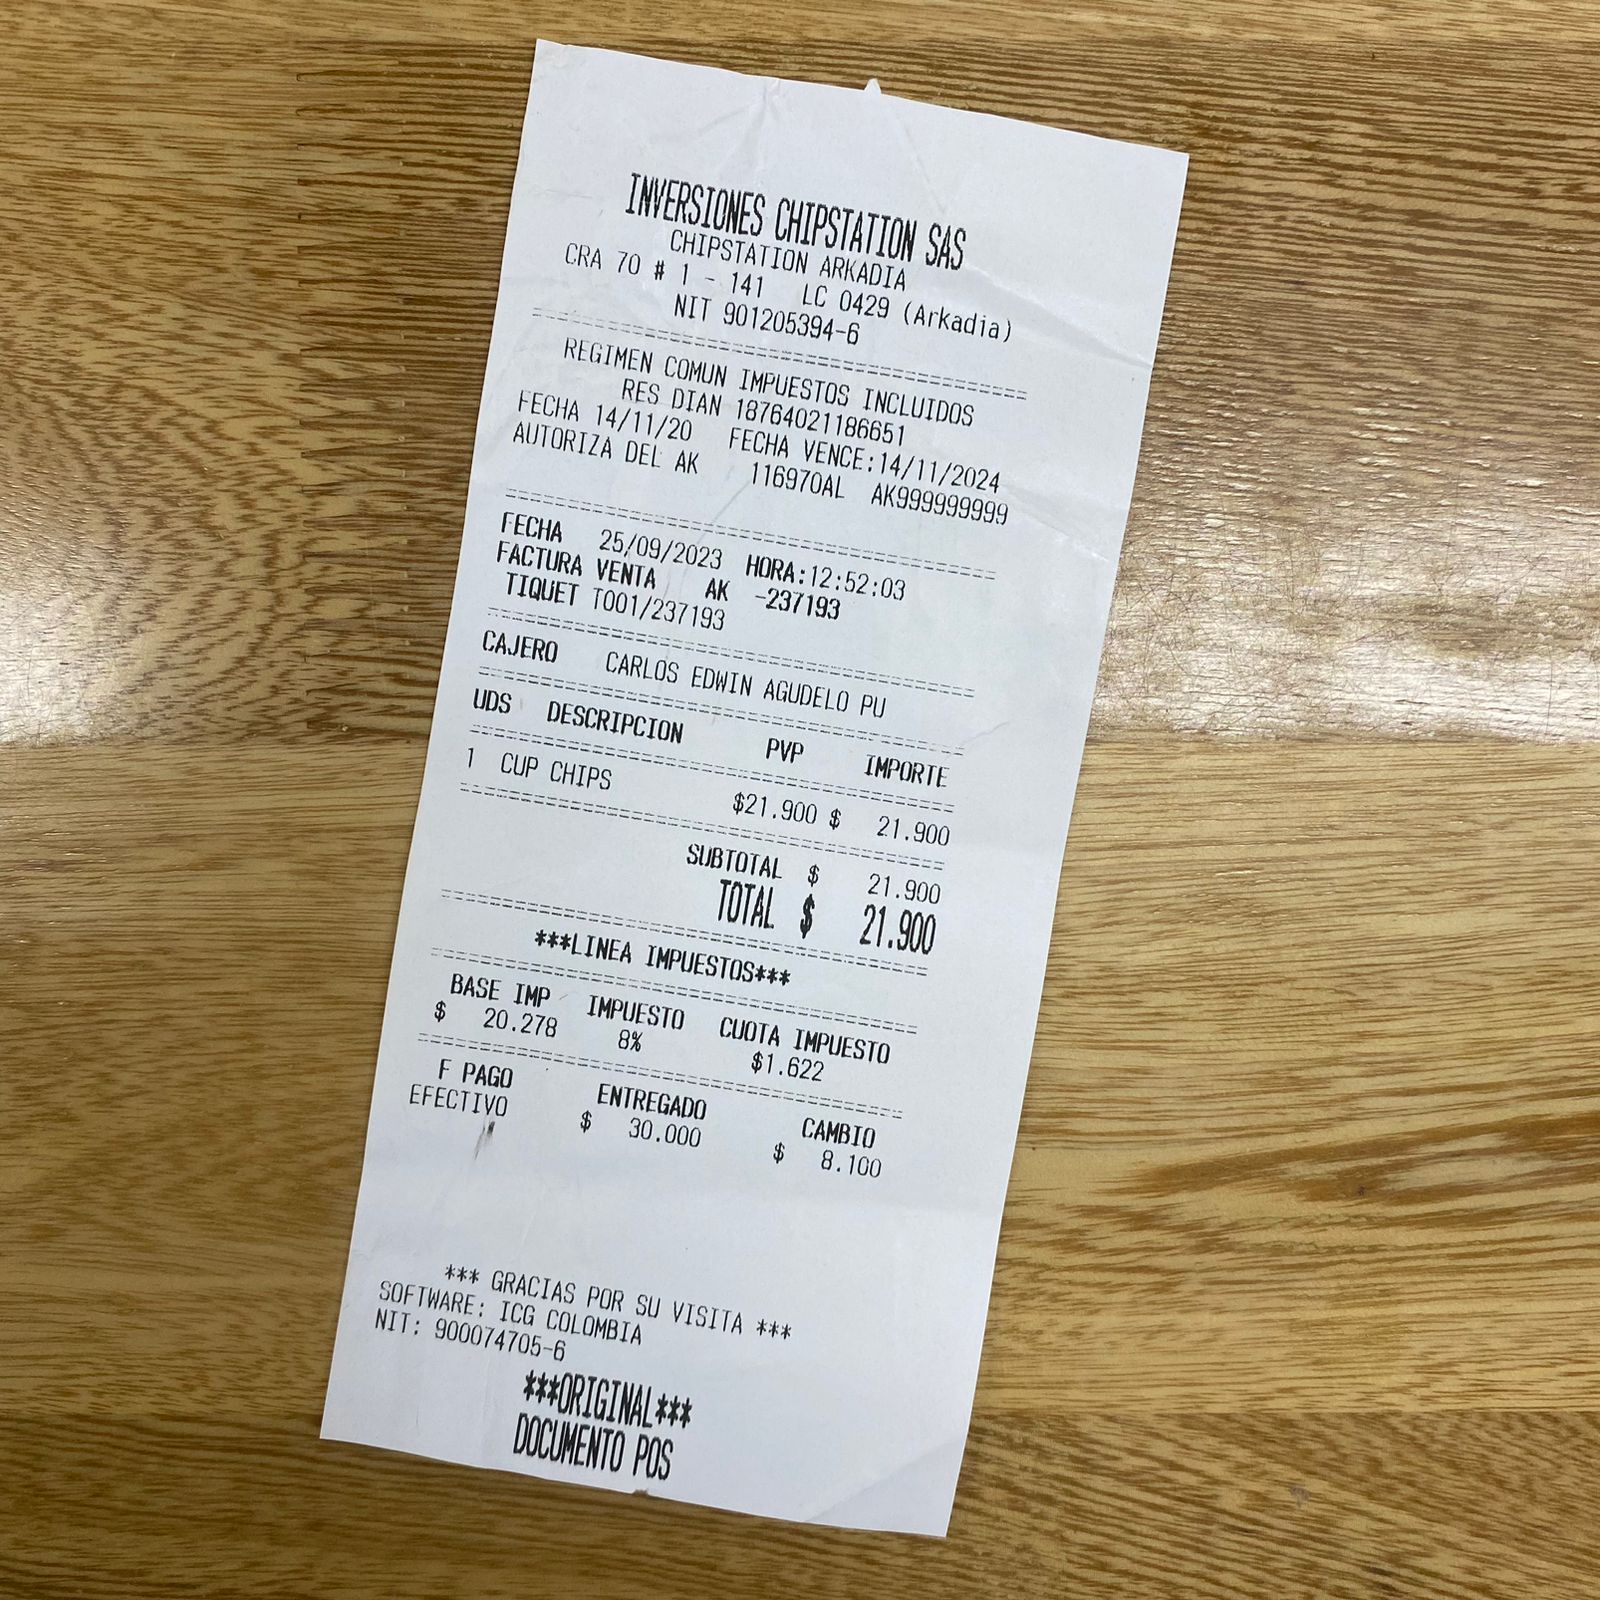 INVERSIONES CHIPSTATION SAS
CHIPSTATION ARKADIA
CRA 70 # 1 - 141 LC 0429 (Arkadia)
NIT 901205394-6
REGIMEN COMUN IMPUESTOS INCLUIDOS
RES DIAN 18764021186651
FECHA 14/11/20 FECHA VENCE:14/11/2024
AUTORIZA DEL AK 116970AL AK999999999
FECHA 25/09/2023 HORA:12:52:03
FACTURA VENTA AK -237193
TIQUET T001/237193
CAJERO CARLOS EDWIN AGUDELO PU
UDS DESCRIPCION PVP IMPORTE
1 CUP CHIPS $21.900 $ 21.900
SUBTOTAL $ 21.900
TOTAL $ 21.900
***LINEA IMPUESTOS***
BASE IMP IMPUESTO CUOTA IMPUESTO
$ 20.278 8% $1.622
F PAGO ENTREGADO CAMBIO
EFECTIVO $ 30.000 $ 8.100
*** GRACIAS POR SU VISITA ***
SOFTWARE: ICG COLOMBIA
NIT: 900074705-6
***ORIGINAL***
DOCUMENTO POS